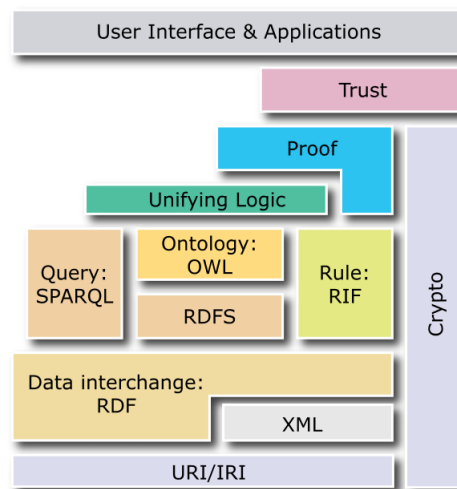 User Interface & Applications
Trust
Proof
Unifying Logic
Query:
SPARQL
Ontology:
OWL
RDFS
Rule:
RIF
Crypto
Data interchange:
RDF
XML
URI/IRI